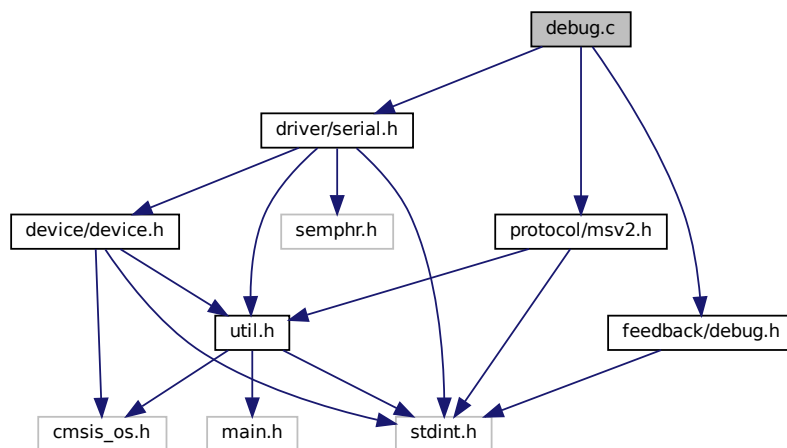 debug.c
driver/serial.h
device/device.h
semphr.h
protocol/msv2.h
util.h
feedback/debug.h
cmsis_os.h
main.h
stdint.h